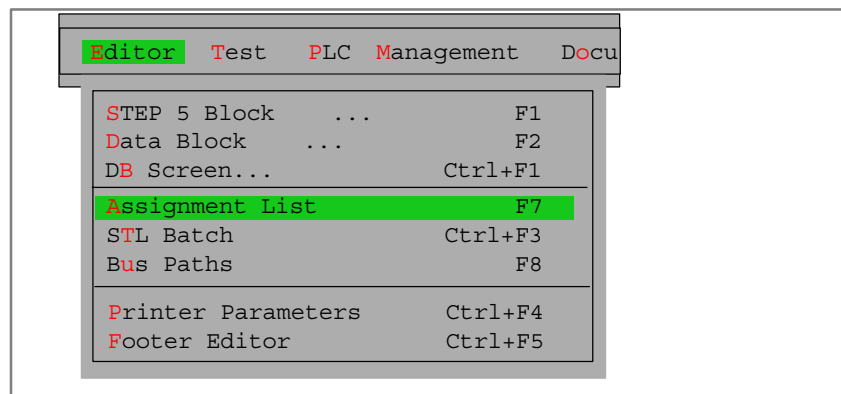 Editor Test PLC Management Docu
STEP 5 Block ... F1
Data Block ... F2
DB Screen... Ctrl+F1
Assignment List F7
STL Batch Ctrl+F3
Bus Paths F8
Printer Parameters Ctrl+F4
Footer Editor Ctrl+F5